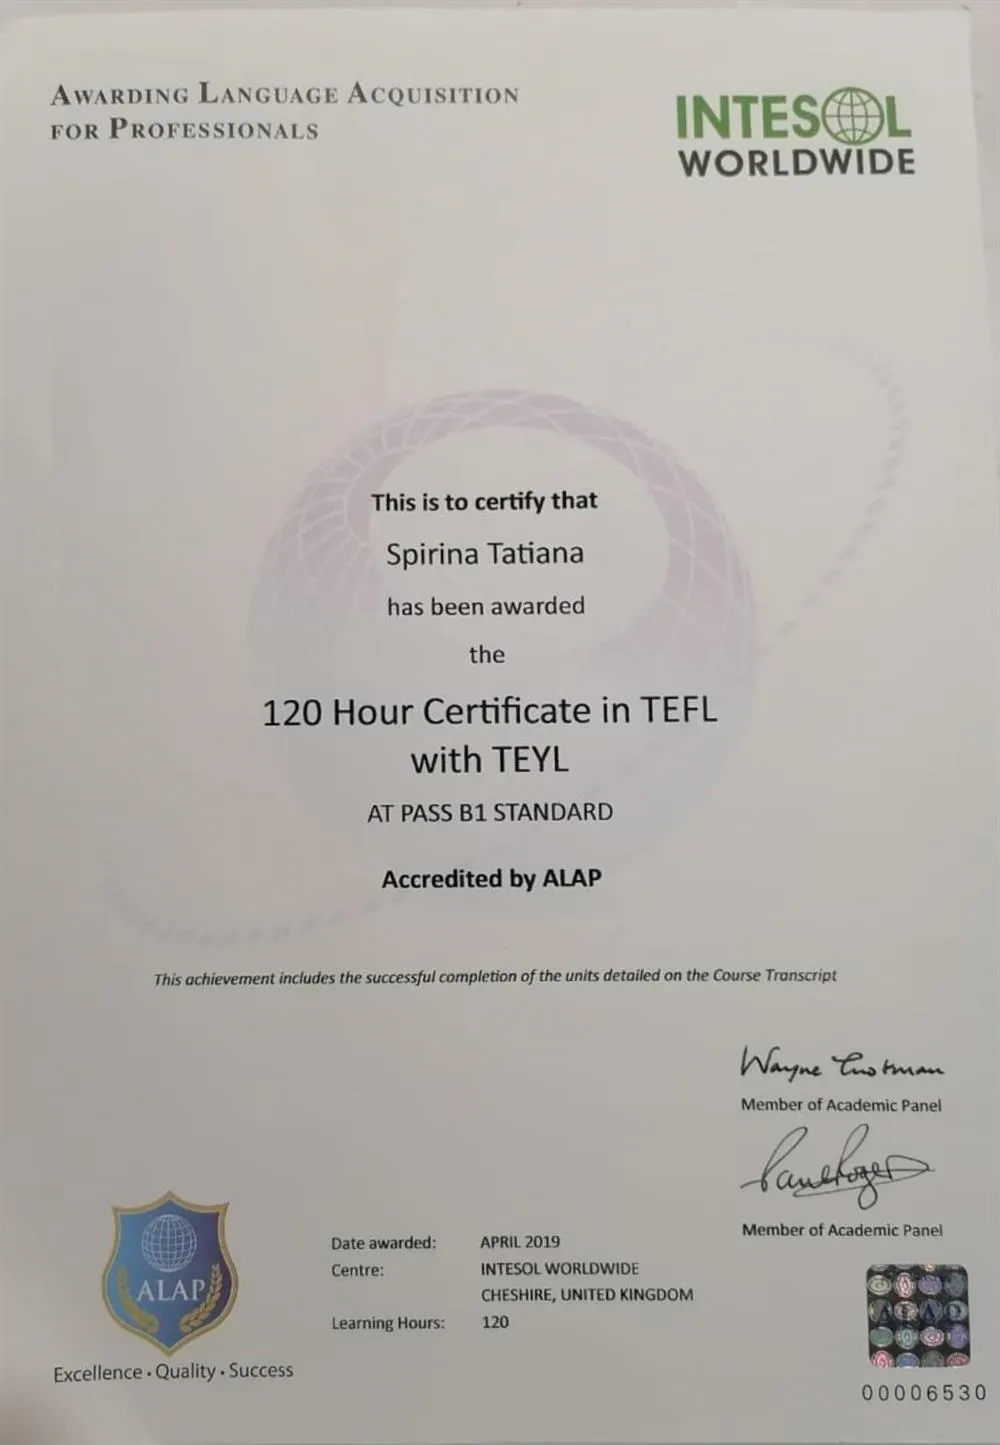 AWARDING LANGUAGE ACQUISITION
FOR PROFESSIONALS
INTESOL
WORLDWIDE
This is to certify that
Spirina Tatiana
has been awarded
the
120 Hour Certificate in TEFL
with TEYL
AT PASS B1 STANDARD
Accredited by ALAP
This achievement includes the successful completion of the units detailed on the Course Transcript
Wayne
Member of Academic Panel
Member of Academic Panel
ALAP
Excellence · Quality · Success
Date awarded: APRIL 2019
Centre: INTESOL WORLDWIDE
CHESHIRE, UNITED KINGDOM
Learning Hours: 120
ALAP
00006530